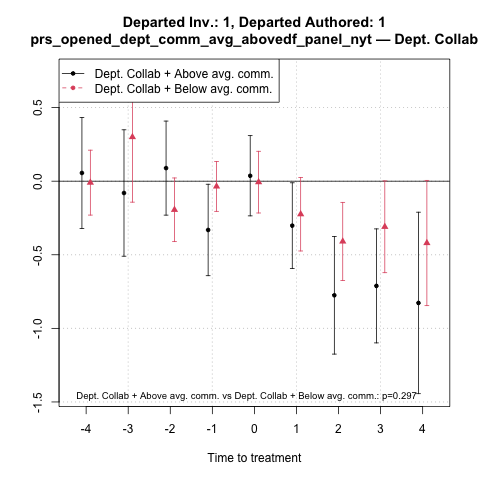 Departed Inv.: 1, Departed Authored: 1
prs_opened_dept_comm_avg_abovedf_panel_nyt — Dept. Collab
Dept. Collab + Above avg. comm.
Dept. Collab + Below avg. comm.
0.5
0.0
-0.5
-1.0
-1.5
Dept. Collab + Above avg. comm. vs Dept. Collab + Below avg. comm.: p=0.297
-4 -3 -2 -1 0 1 2 3 4
Time to treatment